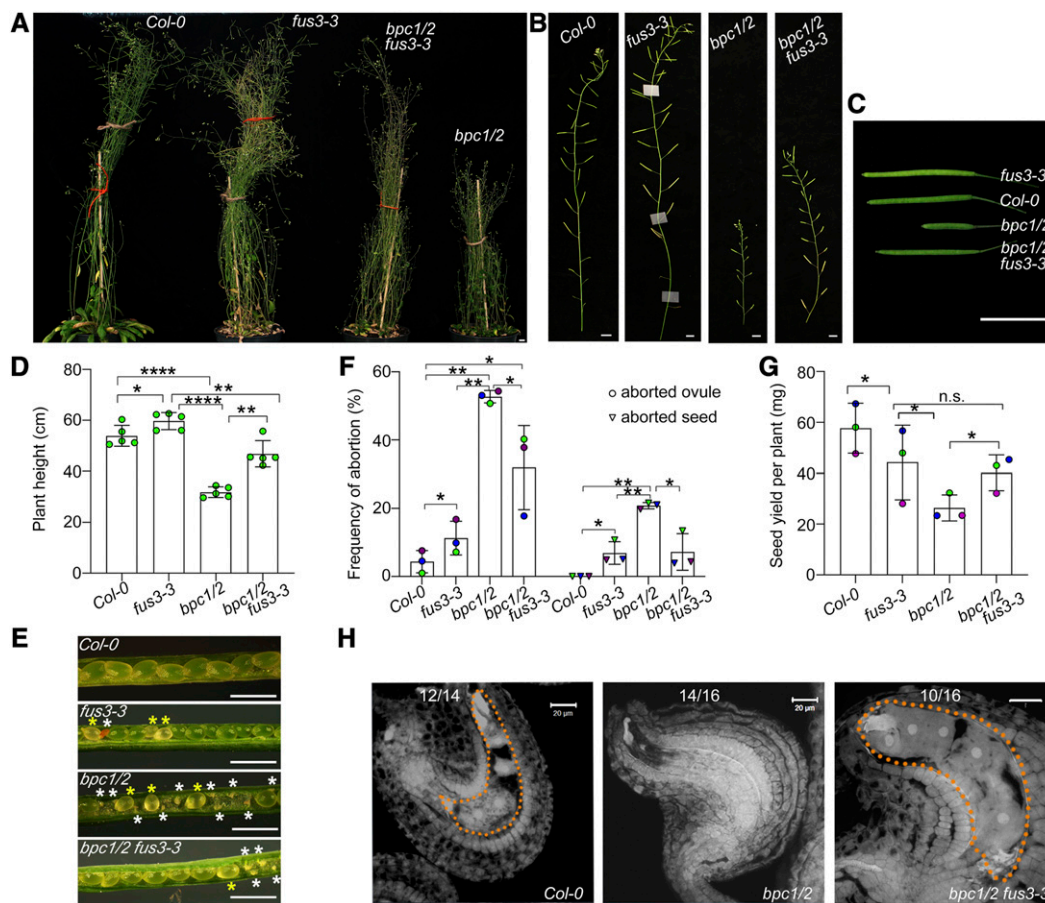 A
Col-0
fus3-3
bpc1/2
fus3-3
bpc1/2
B
Col-0
fus3-3
bpc1/2
bpc1/2
fus3-3
C
fus3-3
Col-0
bpc1/2
bpc1/2
fus3-3
D
Plant height (cm)
80
60
40
20
0
****
*
****
**
**
Col-0
fus3-3
bpc1/2
bpc1/2
fus3-3
F
Frequency of abortion (%)
60
40
20
0
*
**
**
*
*
aborted ovule
aborted seed
**
**
*
*
Col-0
fus3-3
bpc1/2
bpc1/2
fus3-3
Col-0
fus3-3
bpc1/2
bpc1/2
fus3-3
G
Seed yield per plant (mg)
80
60
40
20
0
*
n.s.
*
*
Col-0
fus3-3
bpc1/2
bpc1/2
fus3-3
E
Col-0
fus3-3
bpc1/2
bpc1/2 fus3-3
H
12/14
20 μm
Col-0
14/16
20 μm
bpc1/2
10/16
bpc1/2 fus3-3